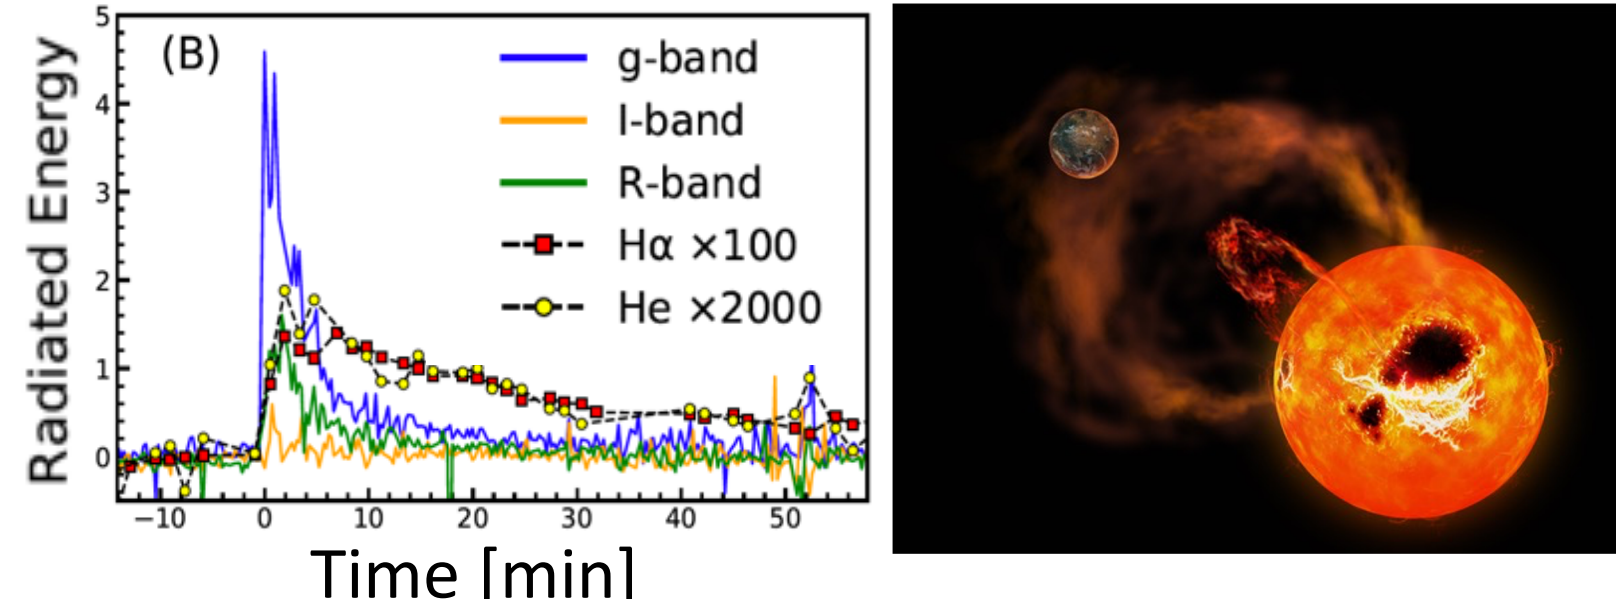 (B)
g-band
I-band
R-band
Hα ×100
He ×2000
Radiated Energy
5
4
3
2
1
0
−10 0 10 20 30 40 50
Time [min]